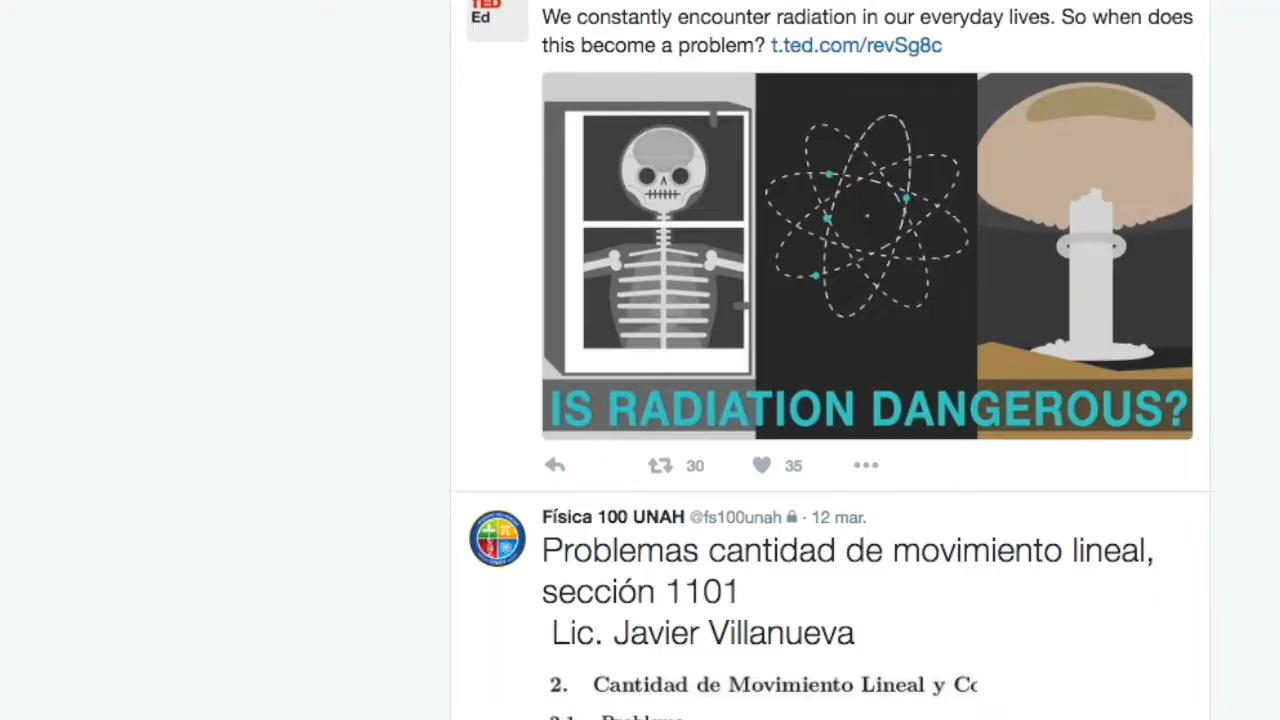 TED
Ed
We constantly encounter radiation in our everyday lives. So when does
this become a problem? t.ted.com/revSg8c
IS RADIATION DANGEROUS?
30
35
Física 100 UNAH @fs100unah · 12 mar.
Problemas cantidad de movimiento lineal,
sección 1101
Lic. Javier Villanueva
2. Cantidad de Movimiento Lineal y